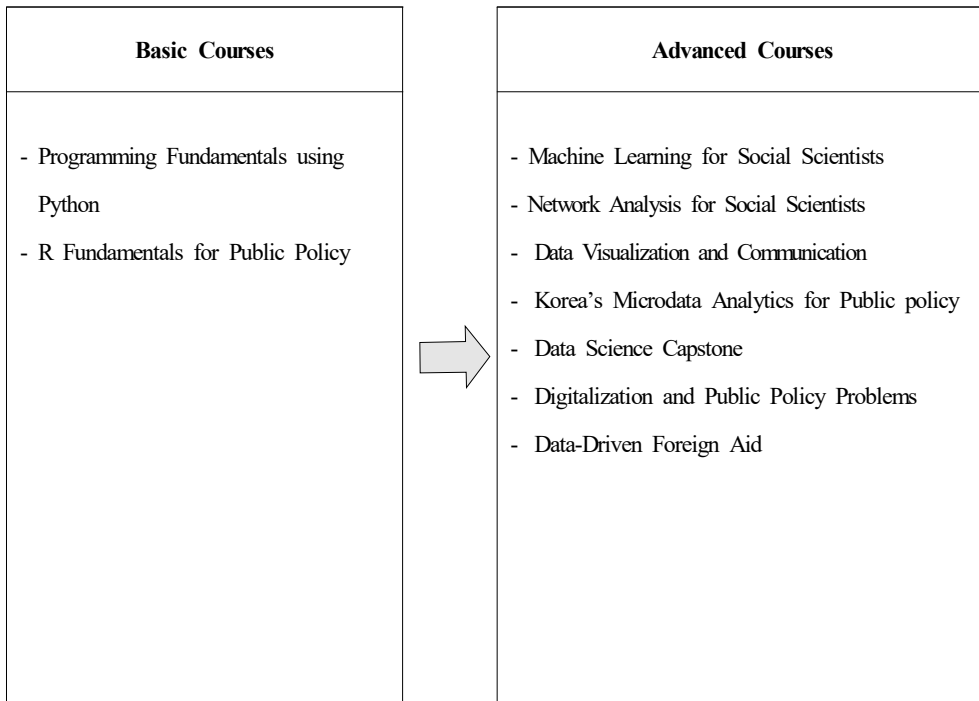 Basic Courses
- Programming Fundamentals using
Python
- R Fundamentals for Public Policy
Advanced Courses
- Machine Learning for Social Scientists
- Network Analysis for Social Scientists
- Data Visualization and Communication
- Korea’s Microdata Analytics for Public policy
- Data Science Capstone
- Digitalization and Public Policy Problems
- Data-Driven Foreign Aid